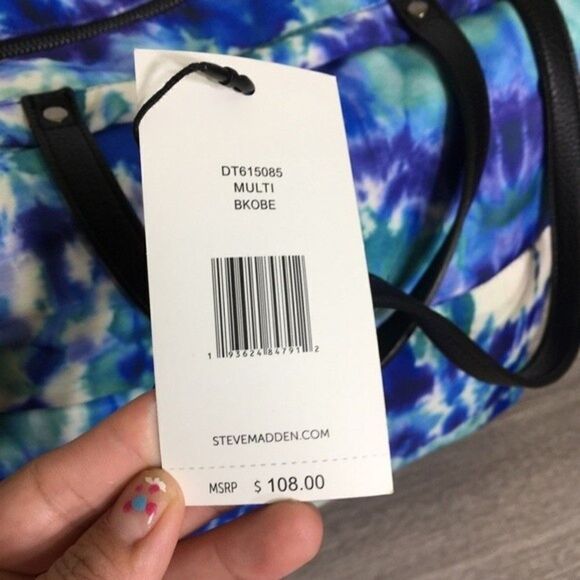 DT615085
MULTI
BKOBE
1 93624 84791 2
STEVEMADDEN.COM
MSRP $ 108.00